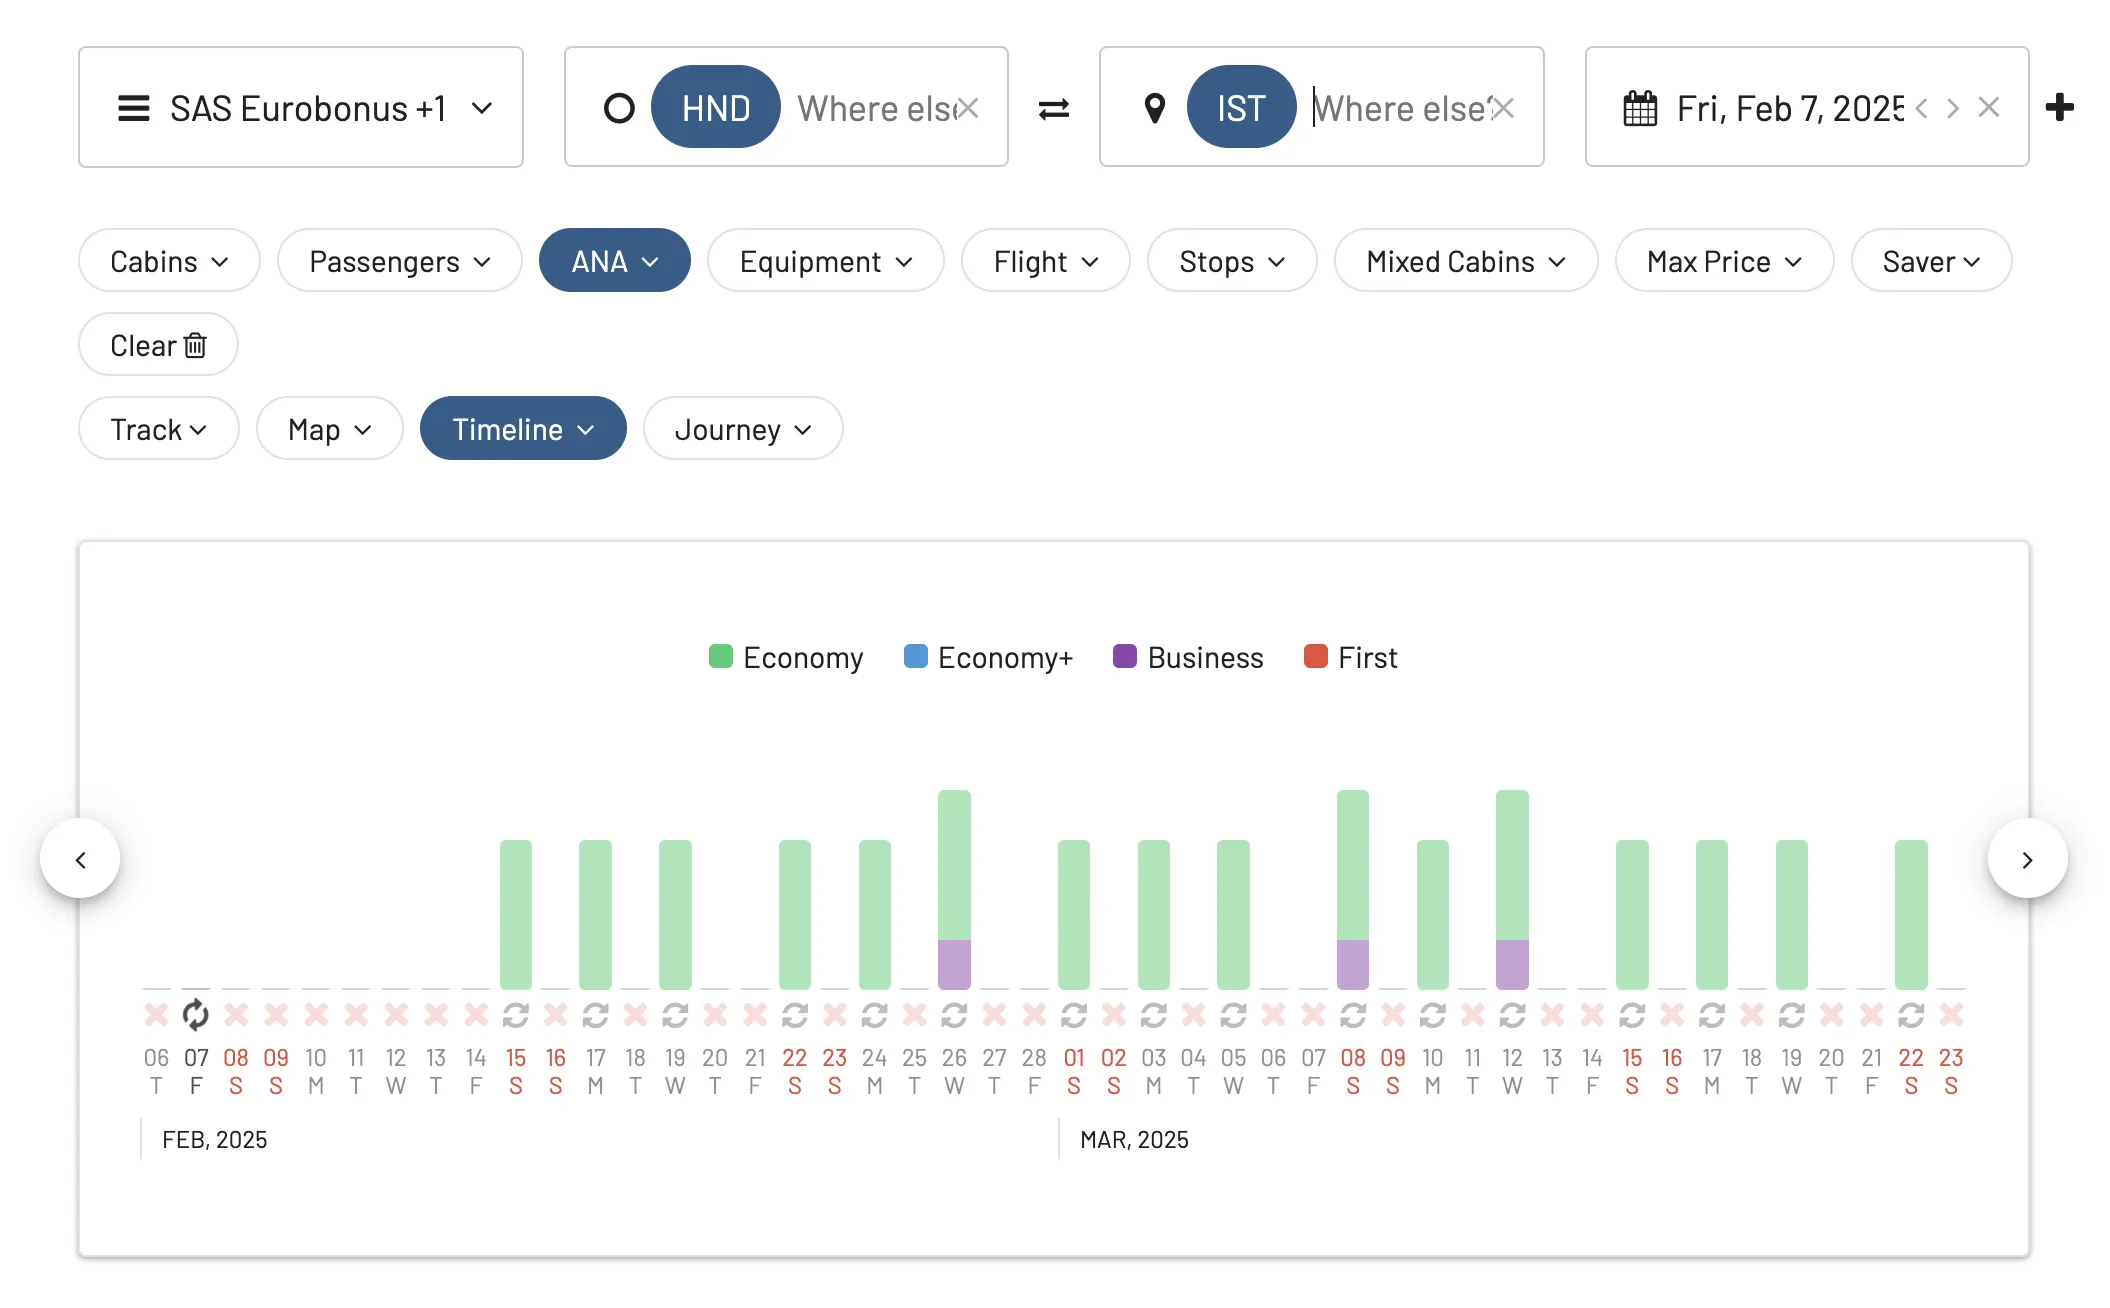 SAS Eurobonus +1
HND Where els
IST Where else?
Fri, Feb 7, 2025
Cabins Passengers ANA Equipment Flight Stops Mixed Cabins Max Price Saver
Clear
Track Map Timeline Journey
Economy Economy+ Business First
06 07 08 09 10 11 12 13 14 15 16 17 18 19 20 21 22 23 24 25 26 27 28 01 02 03 04 05 06 07 08 09 10 11 12 13 14 15 16 17 18 19 20 21 22 23
T F S S M T W T F S S M T W T F S S M T W T F S S M T W T F S S M T W T F S S M T W T F S S
FEB, 2025 MAR, 2025